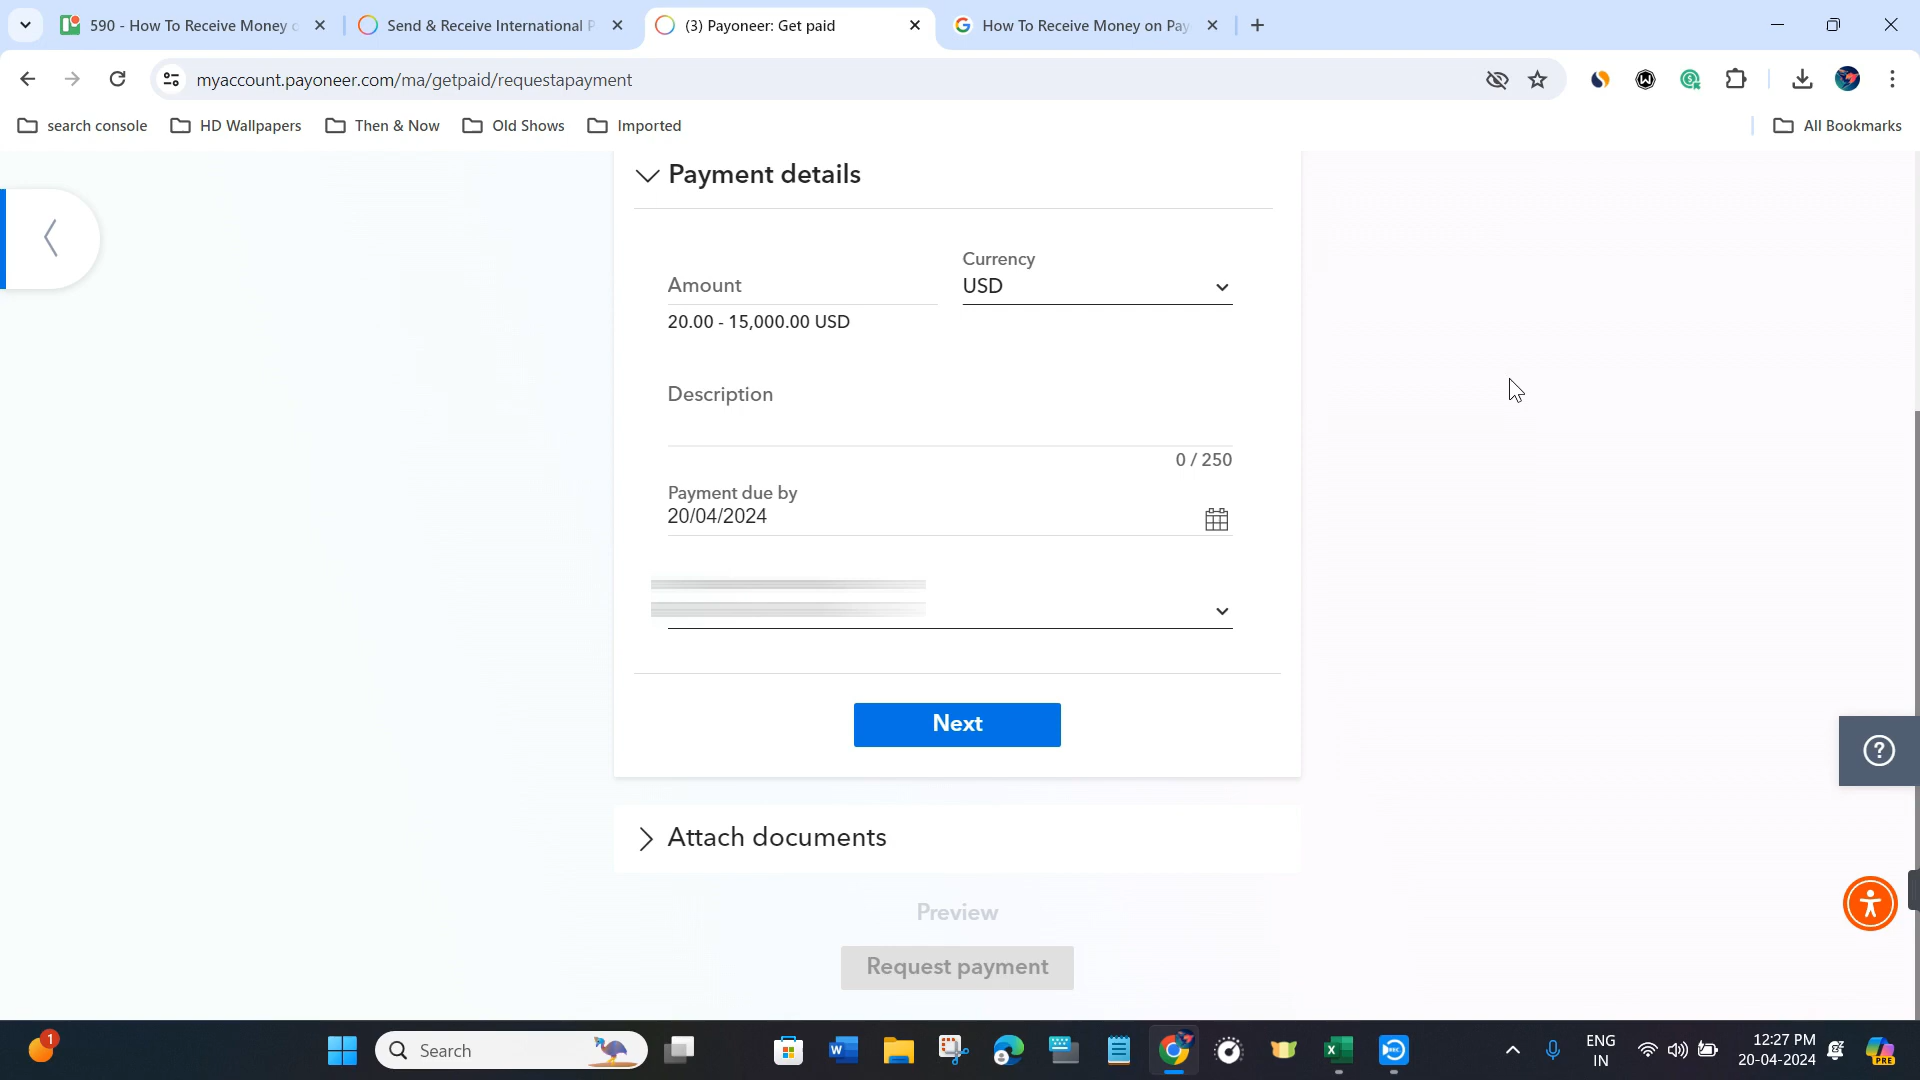 590 - How To Receive Money o
Send & Receive International P
(3) Payoneer: Get paid
How To Receive Money on Pay
myaccount.payoneer.com/ma/getpaid/requestapayment
search console
HD Wallpapers
Then & Now
Old Shows
Imported
All Bookmarks
Payment details
Currency
Amount
USD
20.00 - 15,000.00 USD
Description
0 / 250
Payment due by
20/04/2024
Next
Attach documents
Preview
Request payment
1
Search
ENG
IN
12:27 PM
20-04-2024
PRE